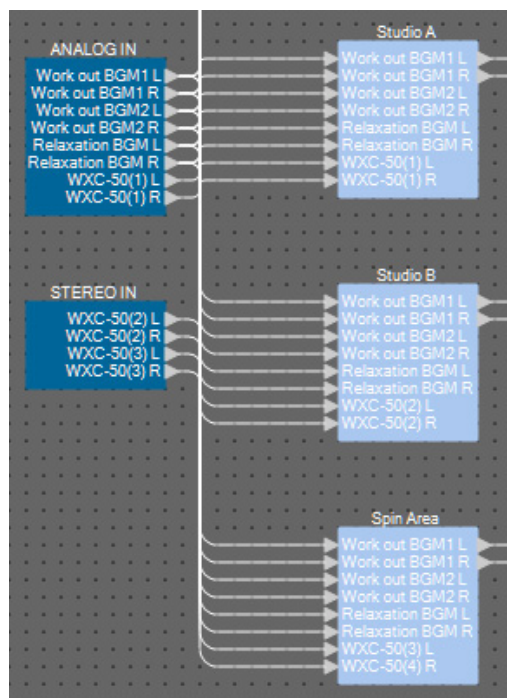 ANALOG IN
Work out BGM1 L
Work out BGM1 R
Work out BGM2 L
Work out BGM2 R
Relaxation BGM L
Relaxation BGM R
WXC-50(1) L
WXC-50(1) R
STEREO IN
WXC-50(2) L
WXC-50(2) R
WXC-50(3) L
WXC-50(3) R
Studio A
Work out BGM1 L
Work out BGM1 R
Work out BGM2 L
Work out BGM2 R
Relaxation BGM L
Relaxation BGM R
WXC-50(1) L
WXC-50(1) R
Studio B
Work out BGM1 L
Work out BGM1 R
Work out BGM2 L
Work out BGM2 R
Relaxation BGM L
Relaxation BGM R
WXC-50(2) L
WXC-50(2) R
Spin Area
Work out BGM1 L
Work out BGM1 R
Work out BGM2 L
Work out BGM2 R
Relaxation BGM L
Relaxation BGM R
WXC-50(3) L
WXC-50(4) R